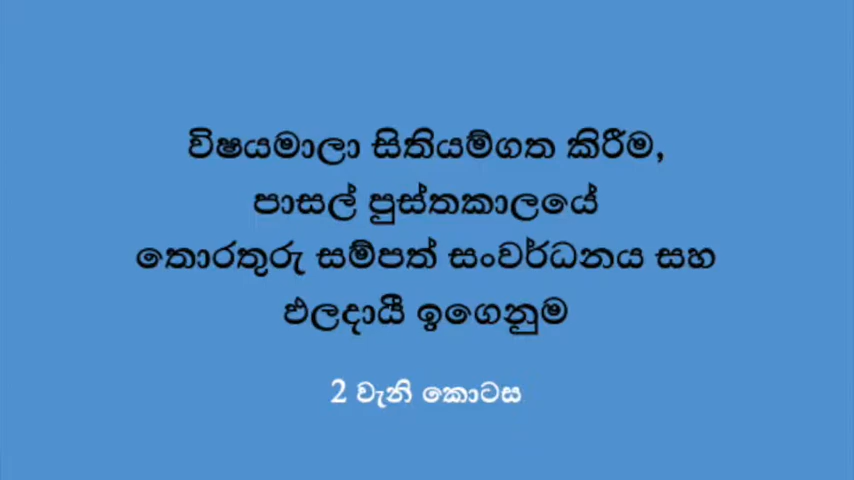 විෂයමාලා සිතියම්ගත කිරීම,
පාසල් පුස්තකාලයේ
තොරතුරු සම්පත් සංවර්ධනය සහ
ඵලදායී ඉගෙනුම
2 වැනි කොටස